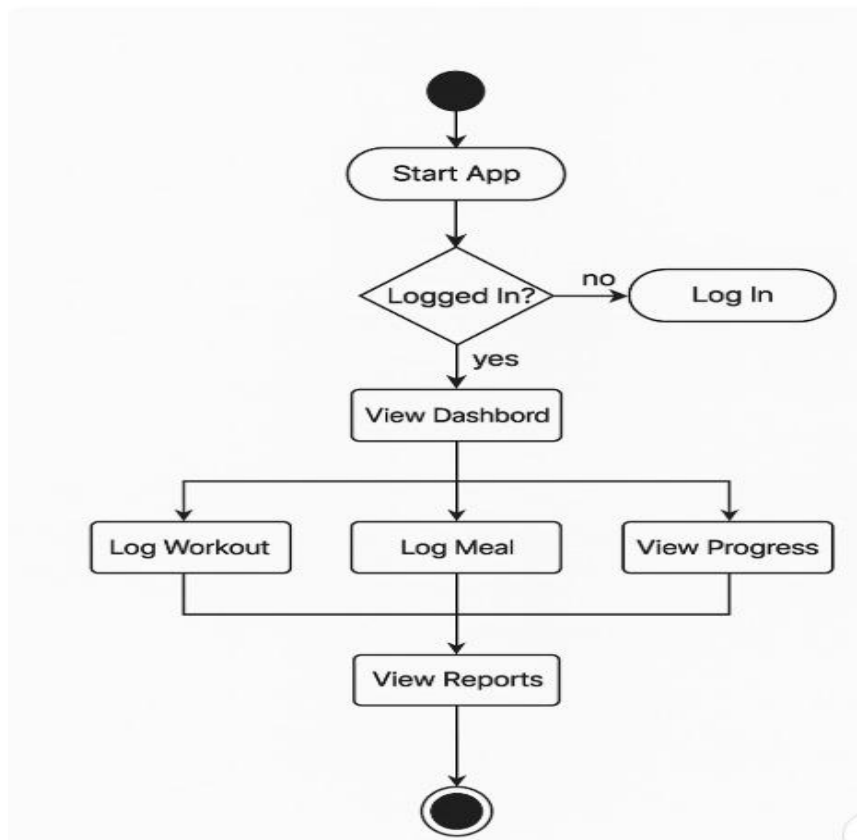 Start App
Logged In?
no
Log In
yes
View Dashbord
Log Workout
Log Meal
View Progress
View Reports